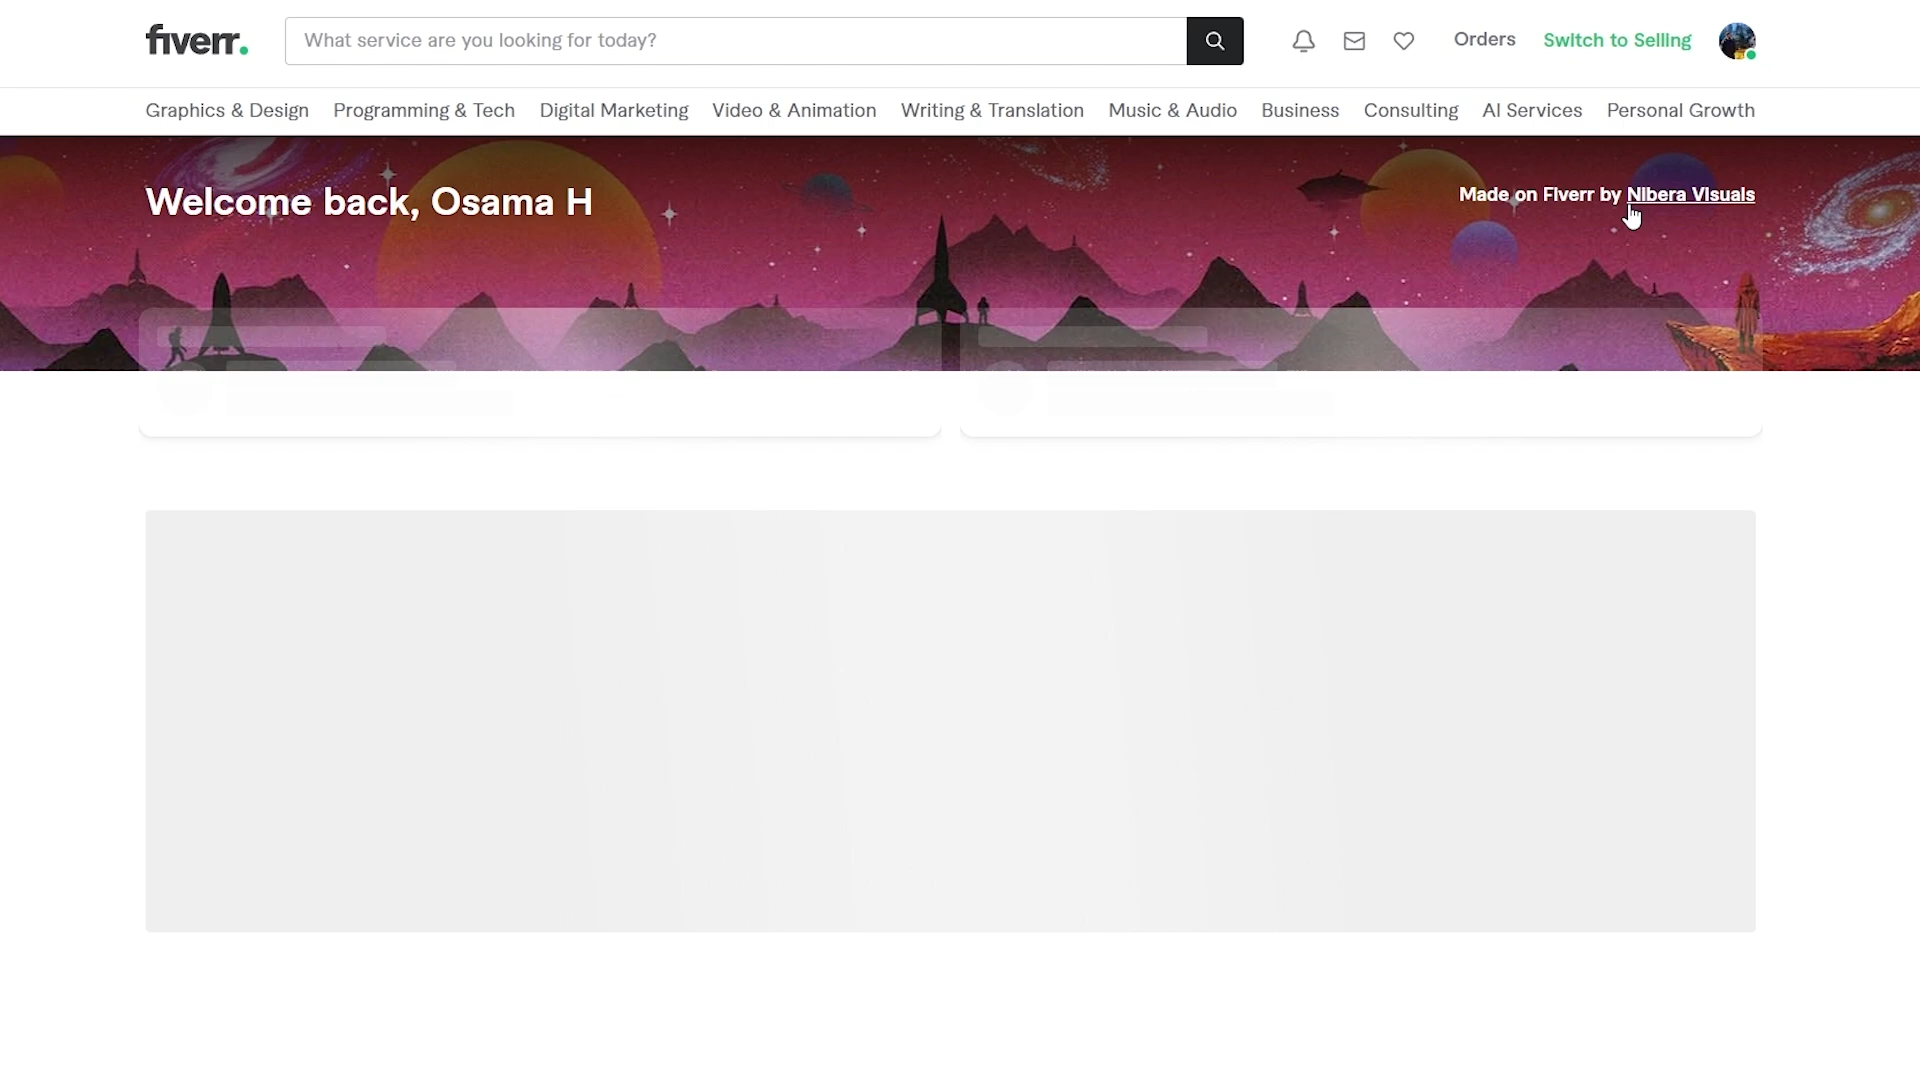 fiverr.
What service are you looking for today?
Orders
Switch to Selling
Graphics & Design
Programming & Tech
Digital Marketing
Video & Animation
Writing & Translation
Music & Audio
Business
Consulting
AI Services
Personal Growth
Welcome back, Osama H
Made on Fiverr by Nibera Visuals